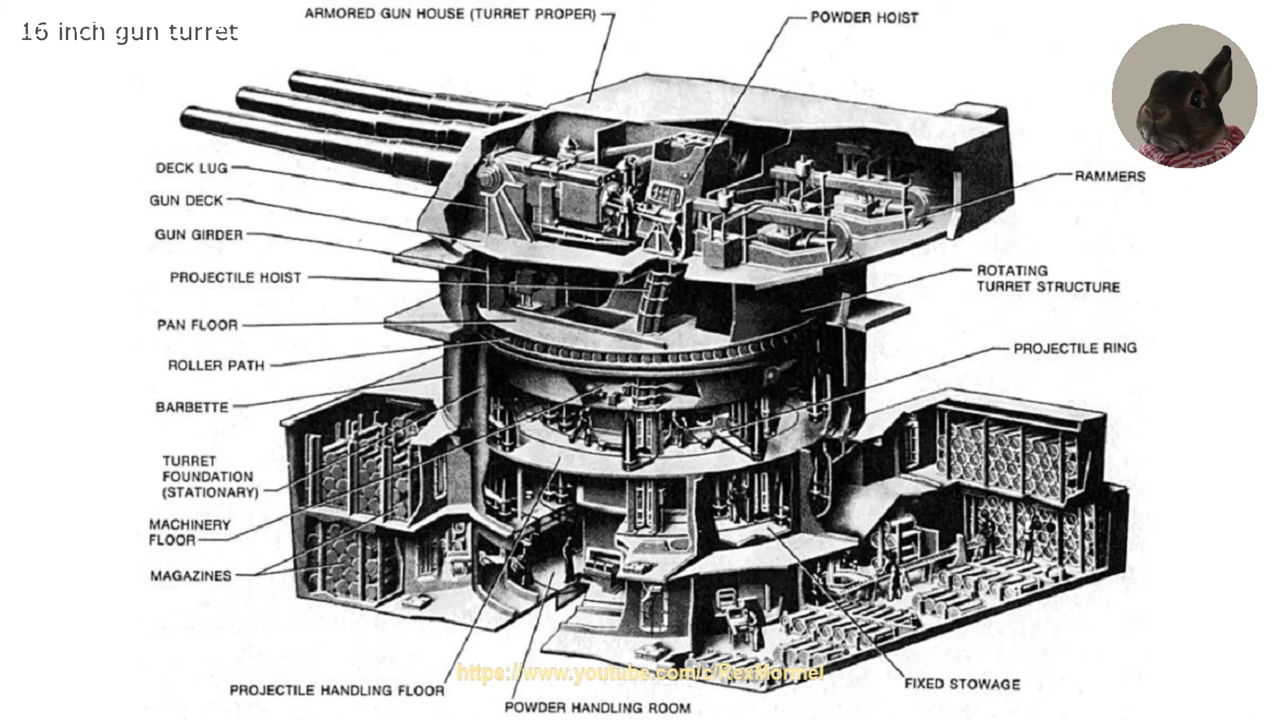 16 inch gun turret
ARMORED GUN HOUSE (TURRET PROPER)
POWDER HOIST
DECK LUG
GUN DECK
GUN GIRDER
PROJECTILE HOIST
PAN FLOOR
ROLLER PATH
BARBETTE
TURRET
FOUNDATION
(STATIONARY)
MACHINERY
FLOOR
MAGAZINES
RAMMERS
ROTATING
TURRET STRUCTURE
PROJECTILE RING
https://www.youtube.com/c/RexMormel
PROJECTILE HANDLING FLOOR
POWDER HANDLING ROOM
FIXED STOWAGE